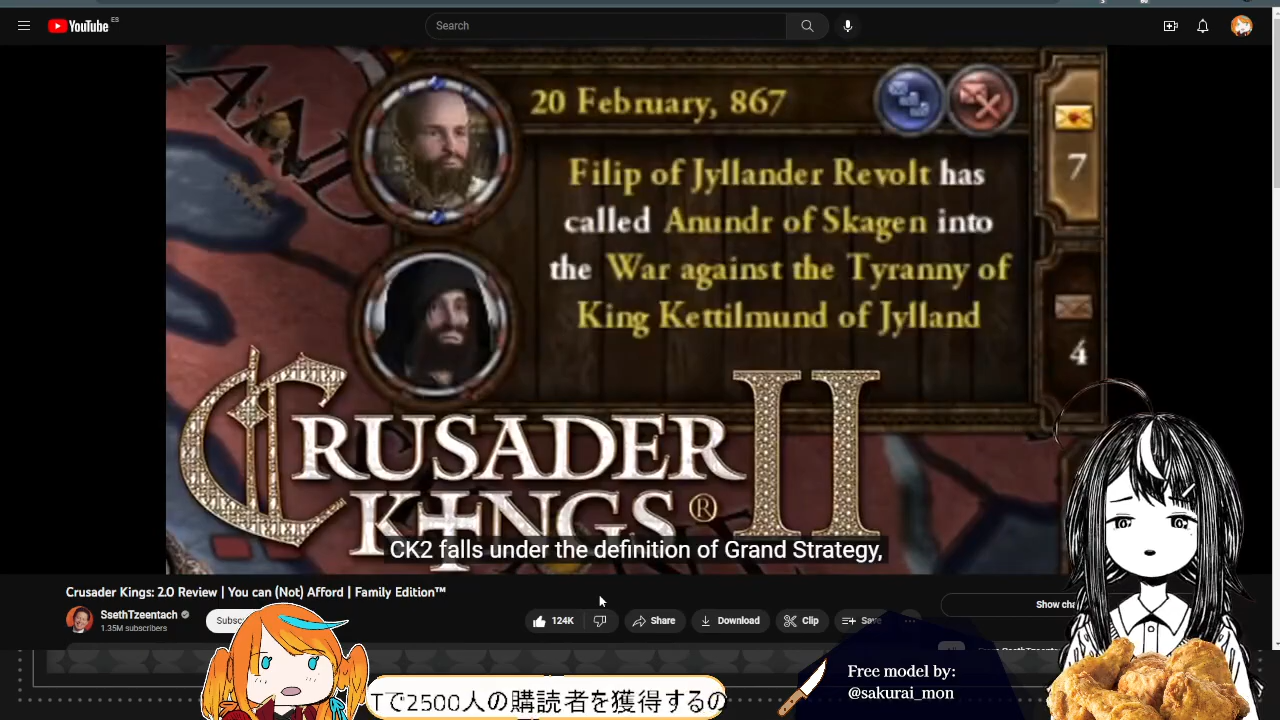 YouTube ES
Search
20 February, 867
Filip of Jyllander Revolt has
called Anundr of Skagen into
the War against the Tyranny of
King Kettilmund of Jylland
7
4
CRUSADER
KINGS® II
CK2 falls under the definition of Grand Strategy,
Crusader Kings: 2.0 Review | You can (Not) Afford | Family Edition™
SsethTzeentach
1.35M subscribers
Subsc
124K
Share
Download
Clip
Save
Show cha
Free model by:
@sakurai_mon
Tで2500人の購読者を獲得するの